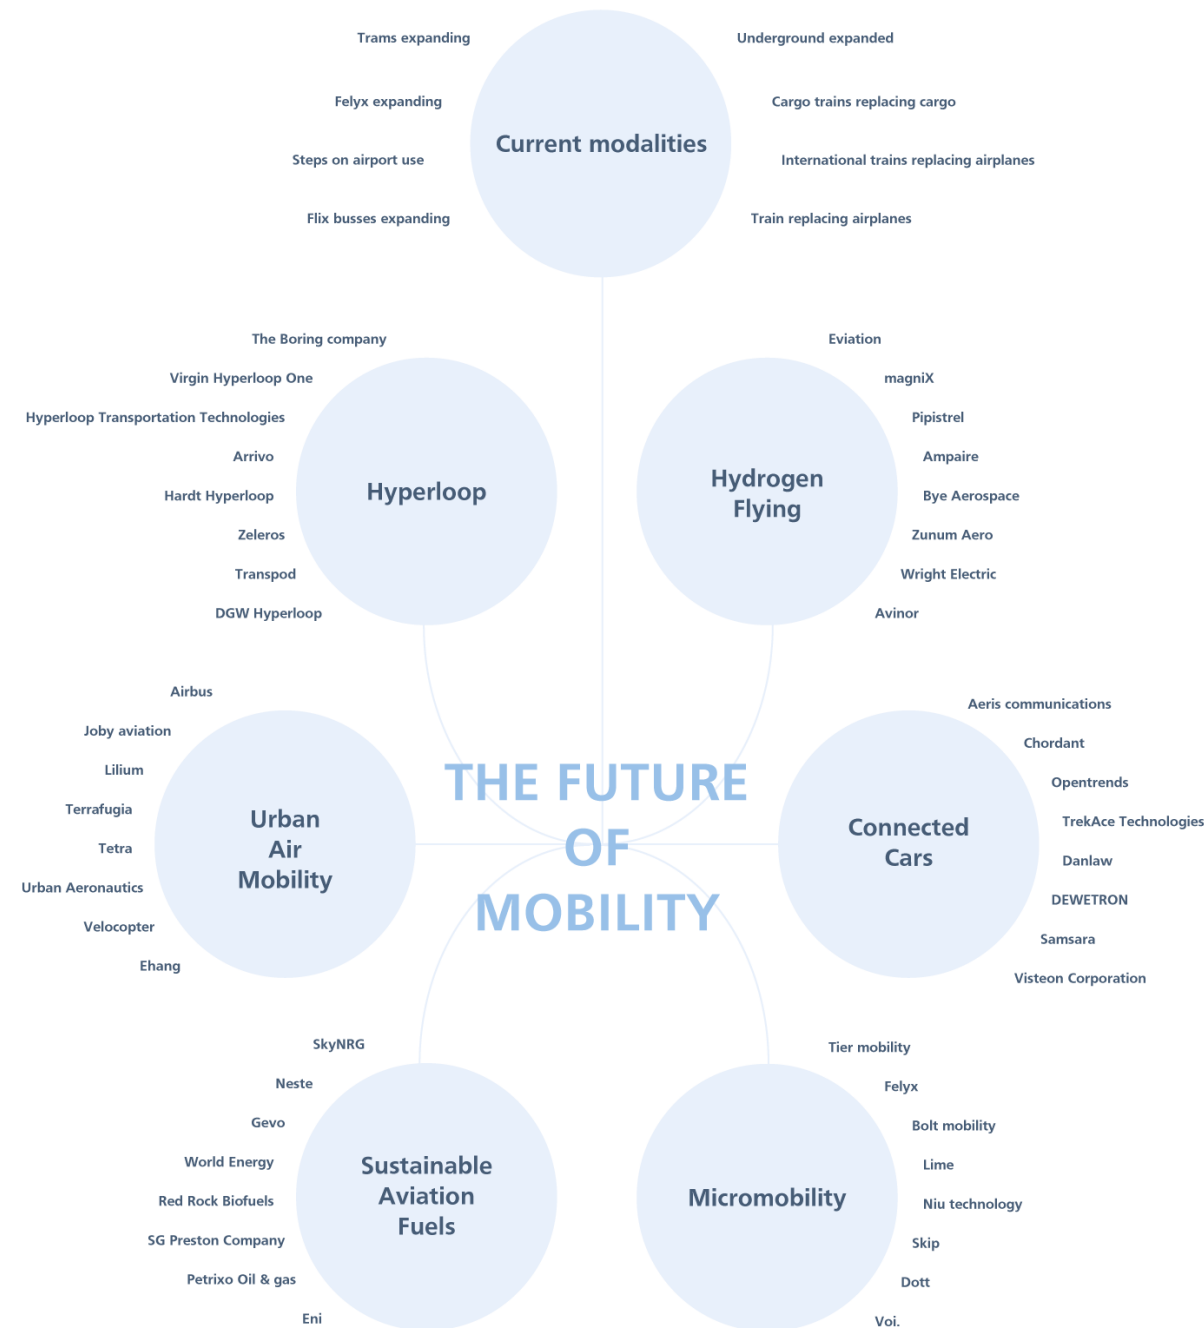 Trams expanding
Felyx expanding
Steps on airport use
Flix busses expanding
Current modalities
Underground expanded
Cargo trains replacing cargo
International trains replacing airplanes
Train replacing airplanes
The Boring company
Virgin Hyperloop One
Hyperloop Transportation Technologies
Arrivo
Hardt Hyperloop
Zeleros
Transpod
DGW Hyperloop
Hyperloop
Hydrogen
Flying
Eviation
magniX
Pipistrel
Ampaire
Bye Aerospace
Zunum Aero
Wright Electric
Avinor
Airbus
Joby aviation
Lilium
Terrafugia
Tetra
Urban Aeronautics
Velocopter
Ehang
Urban
Air
Mobility
THE FUTURE
OF
MOBILITY
Connected
Cars
Aeris communications
Chordant
Opentrends
TrekAce Technologies
Danlaw
DEWETRON
Samsara
Visteon Corporation
SkyNRG
Neste
Gevo
World Energy
Red Rock Biofuels
SG Preston Company
Petrixo Oil & gas
Eni
Sustainable
Aviation
Fuels
Micromobility
Tier mobility
Felyx
Bolt mobility
Lime
Niu technology
Skip
Dott
Voi.